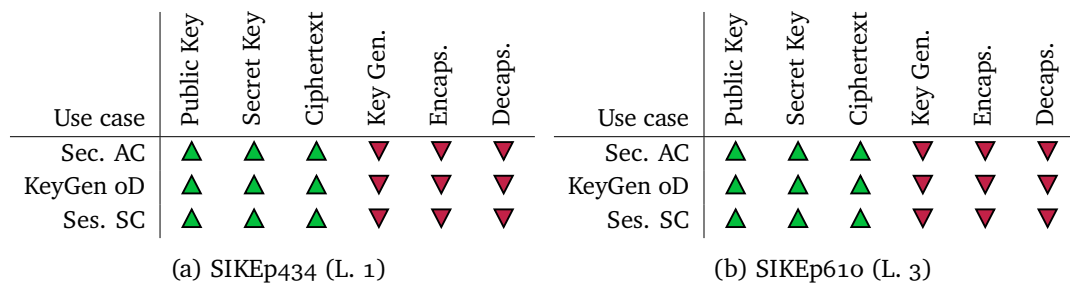 Use case Public Key Secret Key Ciphertext Key Gen. Encaps. Decaps.
Sec. AC
KeyGen oD
Ses. SC
(a) SIKEp434 (L. 1)
Use case Public Key Secret Key Ciphertext Key Gen. Encaps. Decaps.
Sec. AC
KeyGen oD
Ses. SC
(b) SIKEp610 (L. 3)